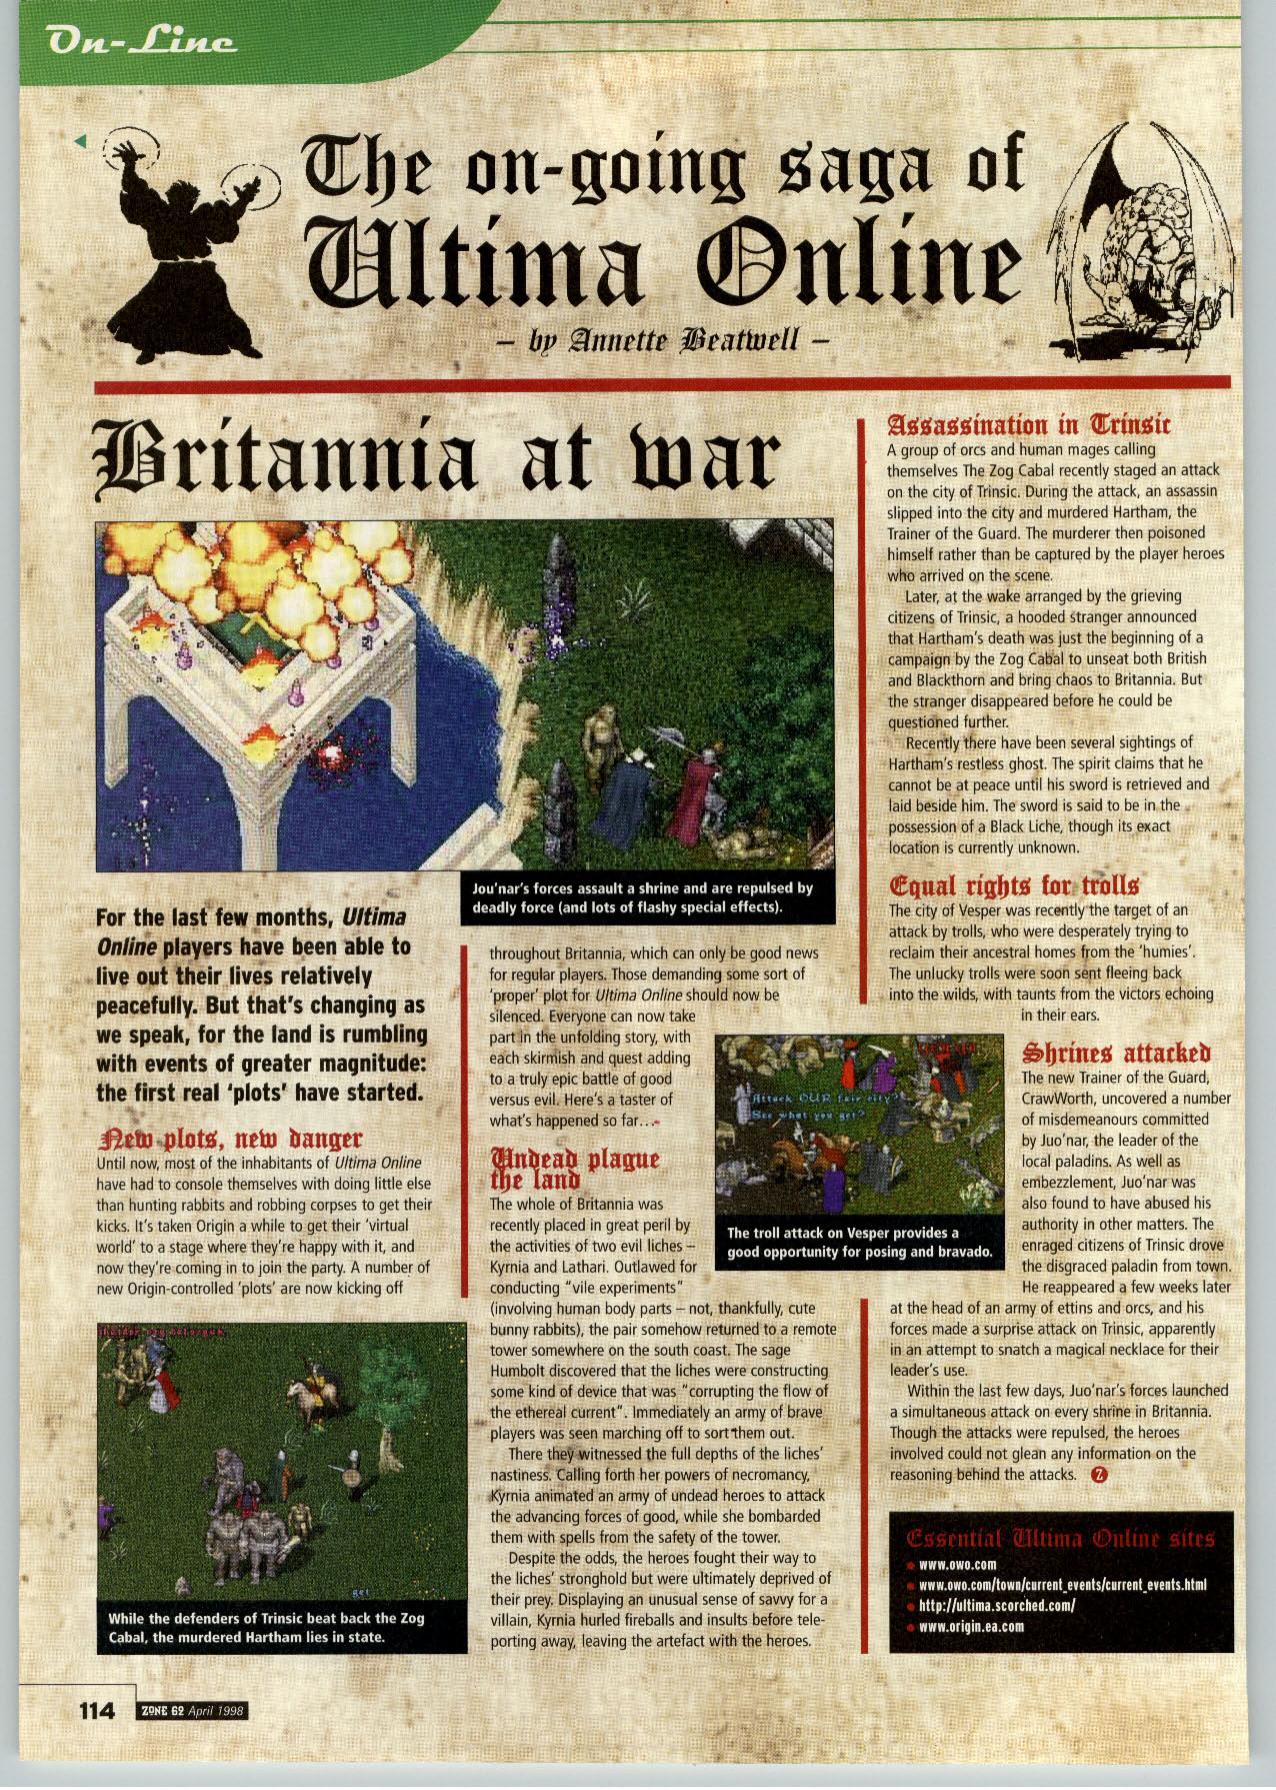 On-Line
The on-going saga of
Ultima Online
– by Annette Beatwell –
Britannia at war
Jou'nar's forces assault a shrine and are repulsed by
deadly force (and lots of flashy special effects).
For the last few months, Ultima
Online players have been able to
live out their lives relatively
peacefully. But that's changing as
we speak, for the land is rumbling
with events of greater magnitude:
the first real 'plots' have started.
New plots, new danger
Until now, most of the inhabitants of Ultima Online
have had to console themselves with doing little else
than hunting rabbits and robbing corpses to get their
kicks. It's taken Origin a while to get their 'virtual
world' to a stage where they're happy with it, and
now they're coming in to join the party. A number of
new Origin-controlled 'plots' are now kicking off
get
While the defenders of Trinsic beat back the Zog
Cabal, the murdered Hartham lies in state.
throughout Britannia, which can only be good news
for regular players. Those demanding some sort of
'proper' plot for Ultima Online should now be
silenced. Everyone can now take
part in the unfolding story, with
each skirmish and quest adding
to a truly epic battle of good
versus evil. Here's a taster of
what's happened so far...
Undead plague
the land
The whole of Britannia was
recently placed in great peril by
the activities of two evil liches –
Kyrnia and Lathari. Outlawed for
conducting "vile experiments"
(involving human body parts – not, thankfully, cute
bunny rabbits), the pair somehow returned to a remote
tower somewhere on the south coast. The sage
Humbolt discovered that the liches were constructing
some kind of device that was "corrupting the flow of
the ethereal current". Immediately an army of brave
players was seen marching off to sort them out.
There they witnessed the full depths of the liches'
nastiness. Calling forth her powers of necromancy,
Kyrnia animated an army of undead heroes to attack
the advancing forces of good, while she bombarded
them with spells from the safety of the tower.
Despite the odds, the heroes fought their way to
the liches' stronghold but were ultimately deprived of
their prey. Displaying an unusual sense of savvy for a
villain, Kyrnia hurled fireballs and insults before tele-
porting away, leaving the artefact with the heroes.
Attack OUR fair city?
See what you get?
The troll attack on Vesper provides a
good opportunity for posing and bravado.
Assassination in Trinsic
A group of orcs and human mages calling
themselves The Zog Cabal recently staged an attack
on the city of Trinsic. During the attack, an assassin
slipped into the city and murdered Hartham, the
Trainer of the Guard. The murderer then poisoned
himself rather than be captured by the player heroes
who arrived on the scene.
Later, at the wake arranged by the grieving
citizens of Trinsic, a hooded stranger announced
that Hartham's death was just the beginning of a
campaign by the Zog Cabal to unseat both British
and Blackthorn and bring chaos to Britannia. But
the stranger disappeared before he could be
questioned further.
Recently there have been several sightings of
Hartham's restless ghost. The spirit claims that he
cannot be at peace until his sword is retrieved and
laid beside him. The sword is said to be in the
possession of a Black Liche, though its exact
location is currently unknown.
Equal rights for trolls
The city of Vesper was recently the target of an
attack by trolls, who were desperately trying to
reclaim their ancestral homes from the 'humies'.
The unlucky trolls were soon sent fleeing back
into the wilds, with taunts from the victors echoing
in their ears.
Shrines attacked
The new Trainer of the Guard,
CrawWorth, uncovered a number
of misdemeanours committed
by Juo'nar, the leader of the
local paladins. As well as
embezzlement, Juo'nar was
also found to have abused his
authority in other matters. The
enraged citizens of Trinsic drove
the disgraced paladin from town.
He reappeared a few weeks later
at the head of an army of ettins and orcs, and his
forces made a surprise attack on Trinsic, apparently
in an attempt to snatch a magical necklace for their
leader's use.
Within the last few days, Juo'nar's forces launched
a simultaneous attack on every shrine in Britannia.
Though the attacks were repulsed, the heroes
involved could not glean any information on the
reasoning behind the attacks. Z
Essential Ultima Online sites
• www.owo.com
• www.owo.com/town/current_events/current_events.html
• http://ultima.scorched.com/
• www.origin.ea.com
114 ZONE 62 April 1998